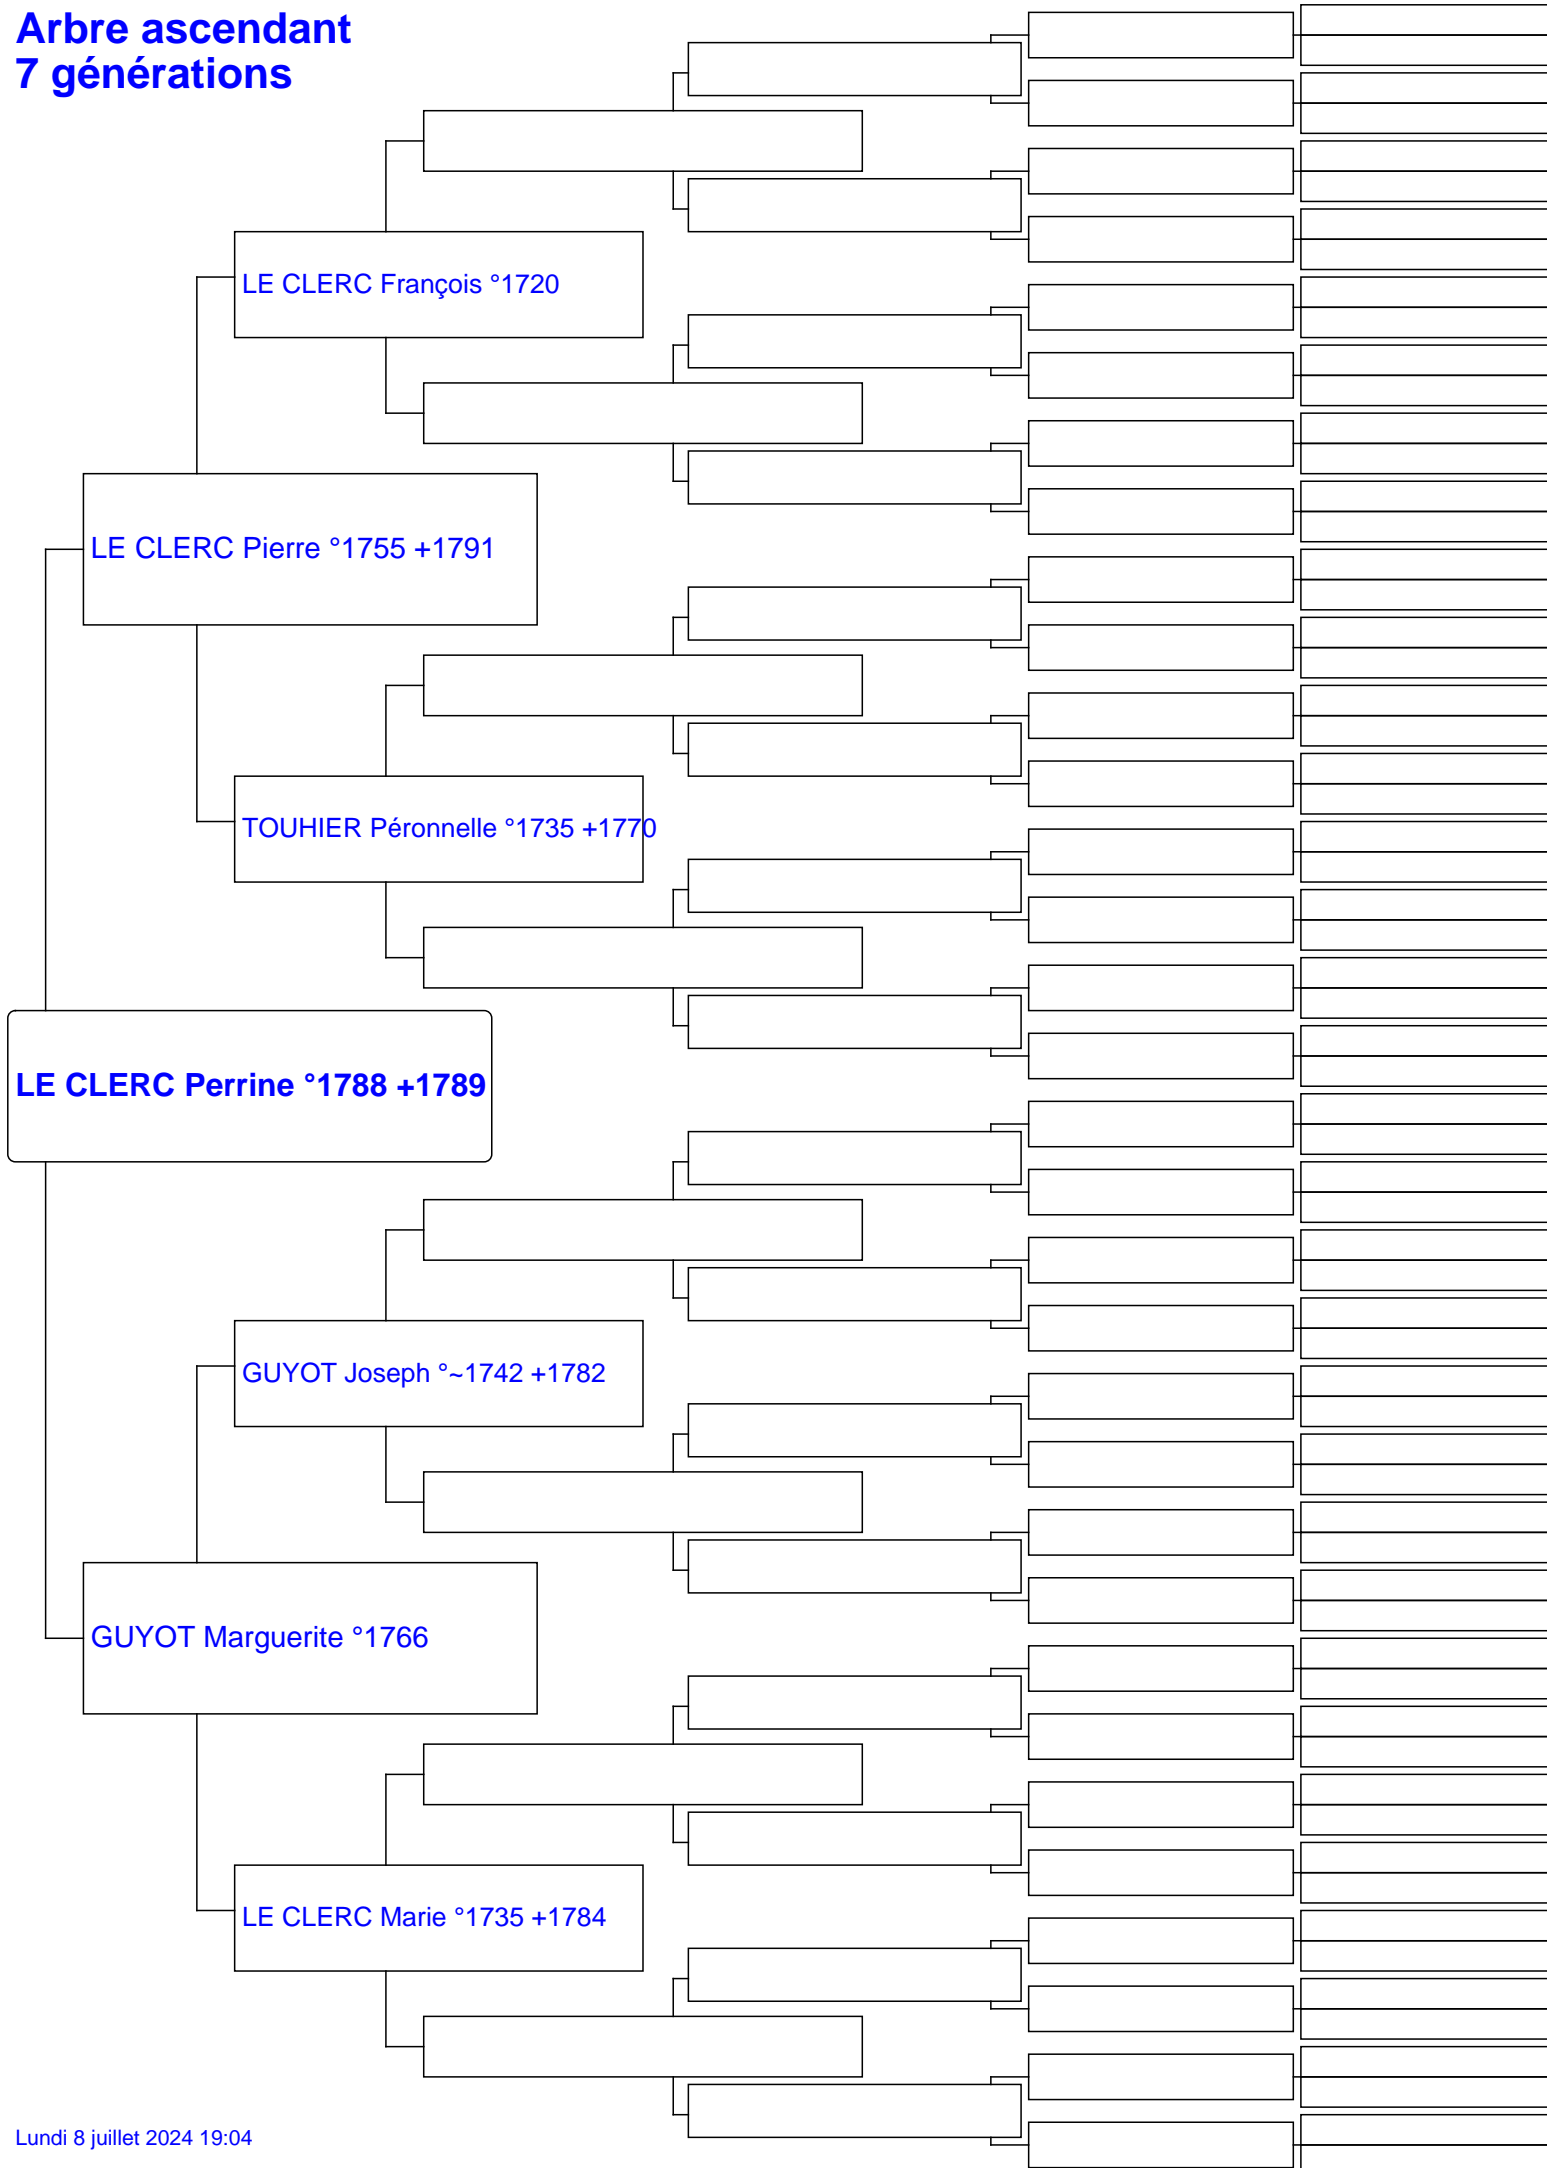 Arbre ascendant
7 générations
LE CLERC François °1720
LE CLERC Pierre °1755 +1791
TOUHIER Péronnelle °1735 +1770
LE CLERC Perrine °1788 +1789
GUYOT Joseph °~1742 +1782
GUYOT Marguerite °1766
LE CLERC Marie °1735 +1784
Lundi 8 juillet 2024 19:04